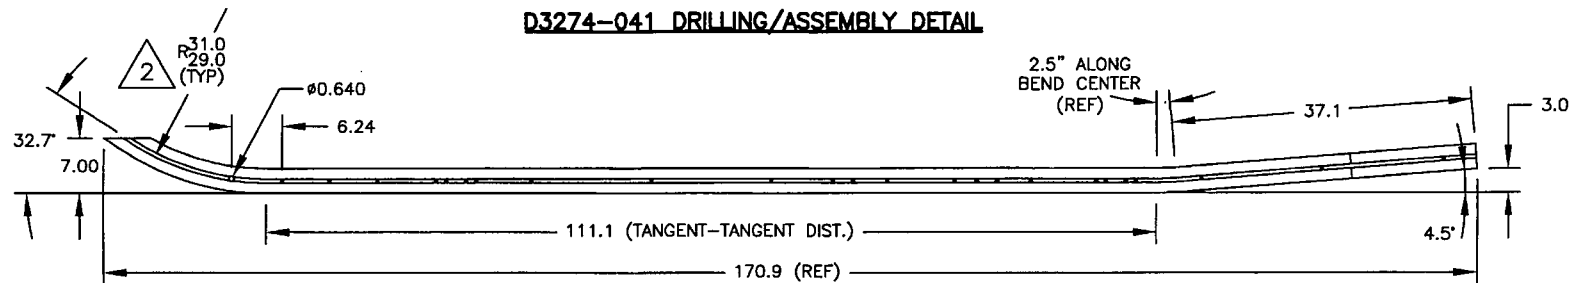 D3274-041 DRILLING/ASSEMBLY DETAIL
2
R31.0
29.0
(TYP)
ø0.640
6.24
2.5" ALONG
BEND CENTER
(REF)
37.1
3.0
32.7°
7.00
111.1 (TANGENT-TANGENT DIST.)
4.5°
170.9 (REF)